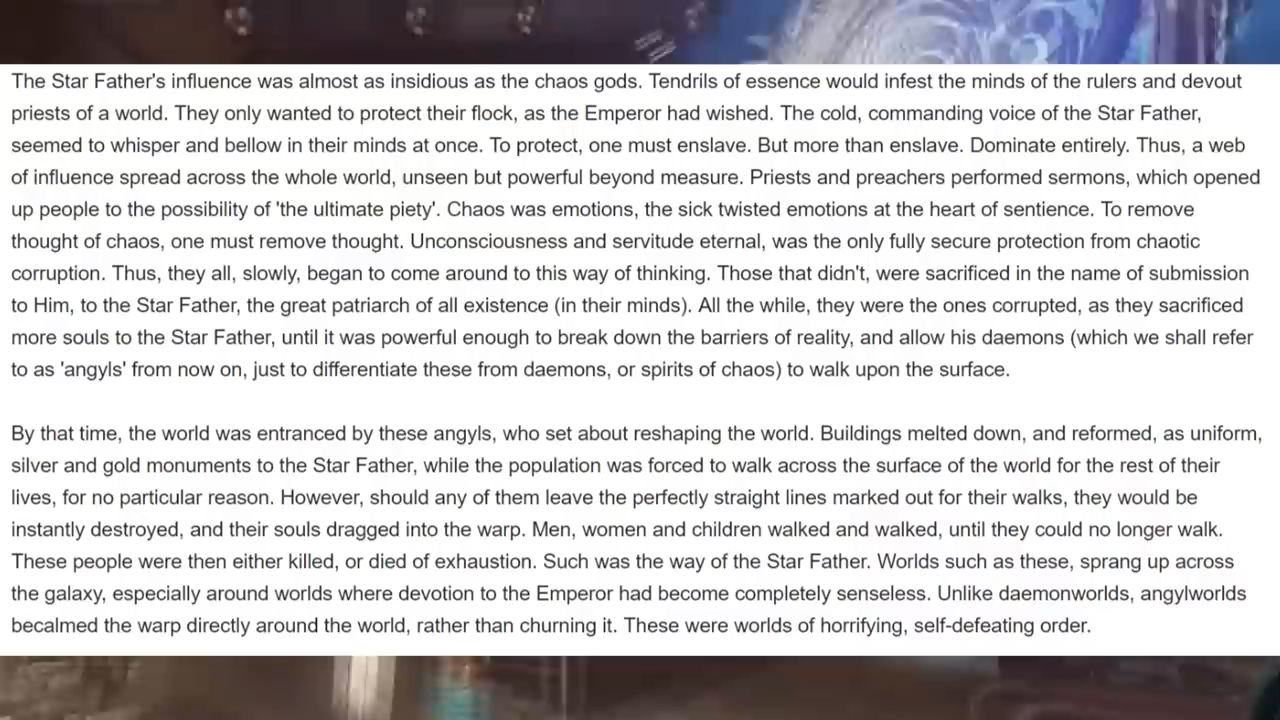 The Star Father's influence was almost as insidious as the chaos gods. Tendrils of essence would infest the minds of the rulers and devout
priests of a world. They only wanted to protect their flock, as the Emperor had wished. The cold, commanding voice of the Star Father,
seemed to whisper and bellow in their minds at once. To protect, one must enslave. But more than enslave. Dominate entirely. Thus, a web
of influence spread across the whole world, unseen but powerful beyond measure. Priests and preachers performed sermons, which opened
up people to the possibility of 'the ultimate piety'. Chaos was emotions, the sick twisted emotions at the heart of sentience. To remove
thought of chaos, one must remove thought. Unconsciousness and servitude eternal, was the only fully secure protection from chaotic
corruption. Thus, they all, slowly, began to come around to this way of thinking. Those that didn't, were sacrificed in the name of submission
to Him, to the Star Father, the great patriarch of all existence (in their minds). All the while, they were the ones corrupted, as they sacrificed
more souls to the Star Father, until it was powerful enough to break down the barriers of reality, and allow his daemons (which we shall refer
to as 'angyls' from now on, just to differentiate these from daemons, or spirits of chaos) to walk upon the surface.
By that time, the world was entranced by these angyls, who set about reshaping the world. Buildings melted down, and reformed, as uniform,
silver and gold monuments to the Star Father, while the population was forced to walk across the surface of the world for the rest of their
lives, for no particular reason. However, should any of them leave the perfectly straight lines marked out for their walks, they would be
instantly destroyed, and their souls dragged into the warp. Men, women and children walked and walked, until they could no longer walk.
These people were then either killed, or died of exhaustion. Such was the way of the Star Father. Worlds such as these, sprang up across
the galaxy, especially around worlds where devotion to the Emperor had become completely senseless. Unlike daemonworlds, angylworlds
becalmed the warp directly around the world, rather than churning it. These were worlds of horrifying, self-defeating order.